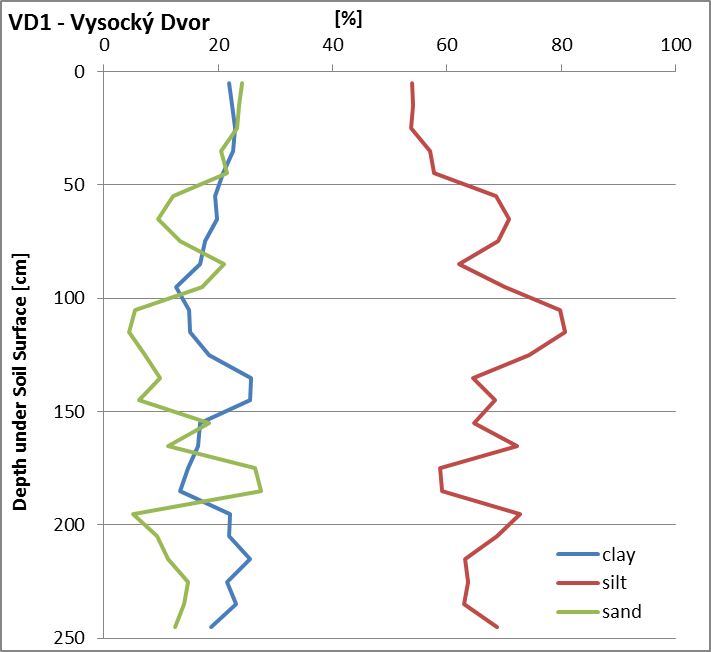 VD1 - Vysocký Dvor
[%]
0 20 40 60 80 100
0
50
100
150
200
250
Depth under Soil Surface [cm]
clay
silt
sand